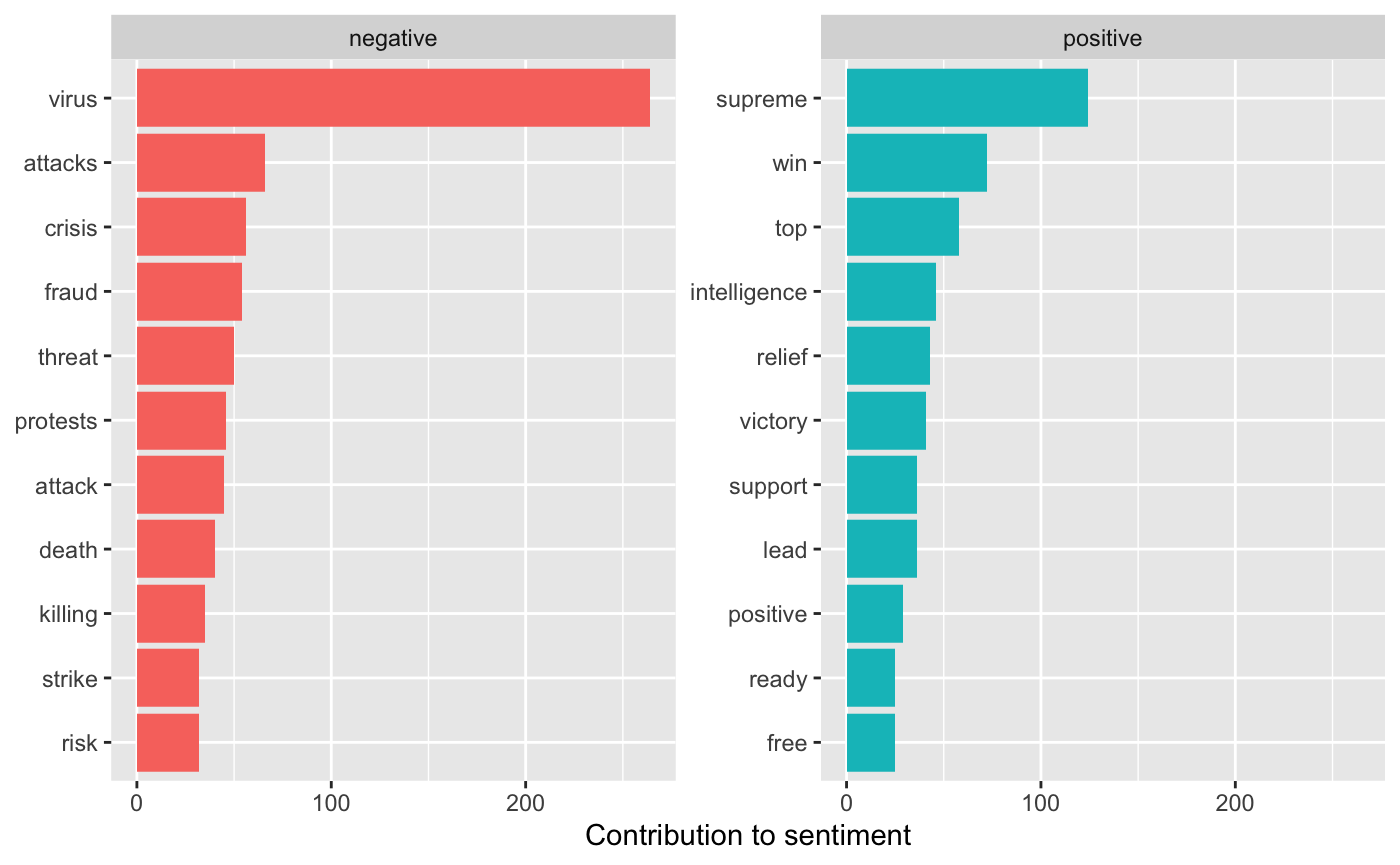 negative
virus
attacks
crisis
fraud
threat
protests
attack
death
killing
strike
risk
0 100 200
positive
supreme
win
top
intelligence
relief
victory
support
lead
positive
ready
free
0 100 200
Contribution to sentiment